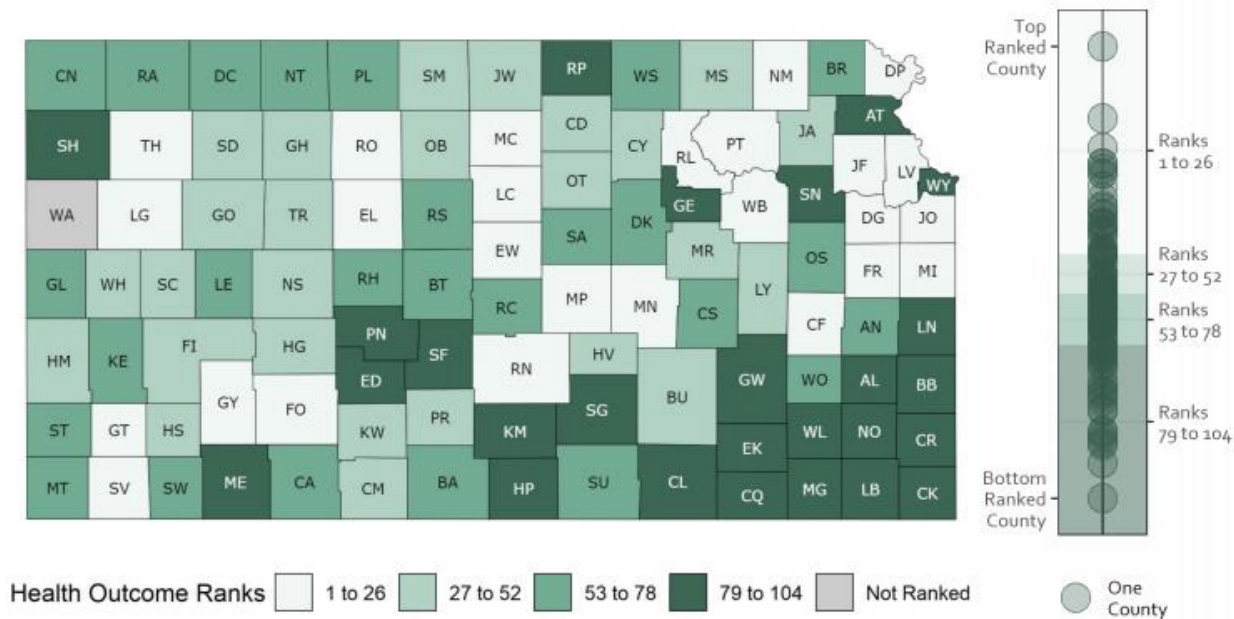 CN RA DC NT PL SM JW RP WS MS NM BR DP
SH TH SD GH RO OB MC CD CY RL PT JA AT
JF LV WY
OT
WA LG GO TR EL RS LC GE WB SN DG JO
SA DK
EW MR OS FR MI
GL WH SC LE NS RH BT
RC MP MN CS LY CF AN LN
HM KE FI HG PN SF
RN HV
ED BU GW WO AL BB
GY FO
ST GT HS KW PR KM SG EK WL NO CR
MT SV SW ME CA CM BA HP SU CL CQ MG LB CK
Top
Ranked
County
Ranks
1 to 26
Ranks
27 to 52
Ranks
53 to 78
Ranks
79 to 104
Bottom
Ranked
County
Health Outcome Ranks 1 to 26 27 to 52 53 to 78 79 to 104 Not Ranked
One
County